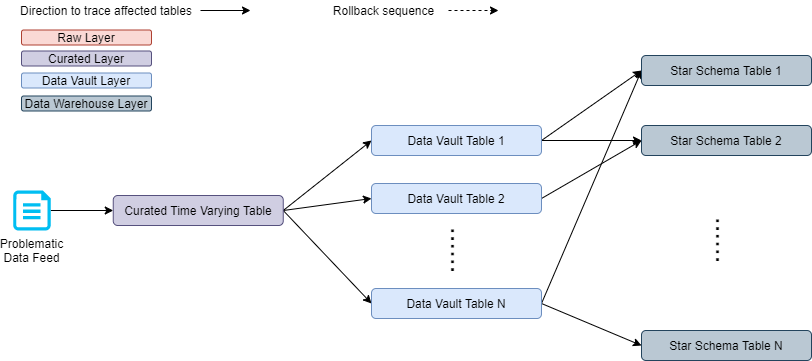 Direction to trace affected tables
Rollback sequence
Raw Layer
Curated Layer
Data Vault Layer
Data Warehouse Layer
Star Schema Table 1
Data Vault Table 1
Star Schema Table 2
Data Vault Table 2
Curated Time Varying Table
Problematic
Data Feed
Data Vault Table N
Star Schema Table N